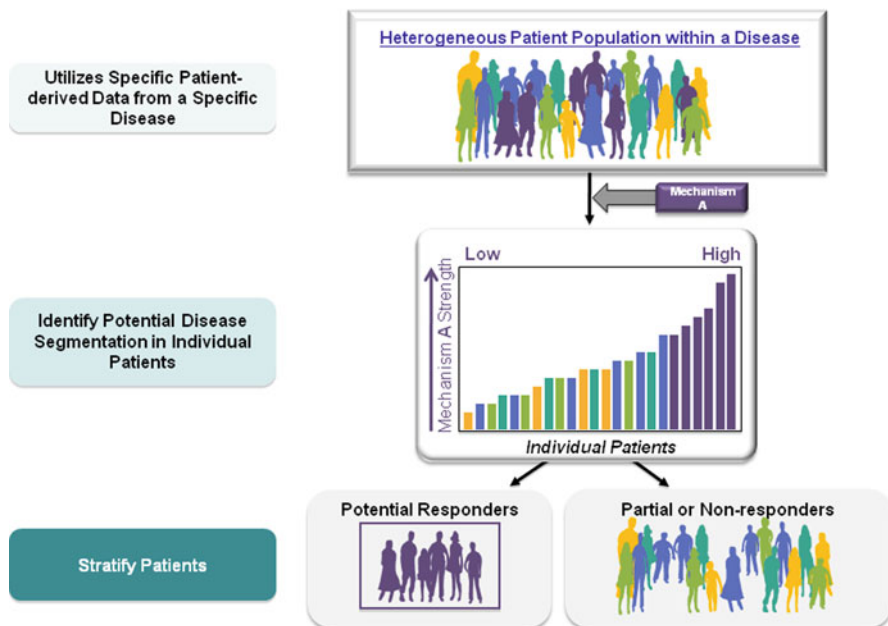 Heterogeneous Patient Population within a Disease
Utilizes Specific Patient-
derived Data from a Specific
Disease
Mechanism
A
Low
High
Mechanism A Strength
Identify Potential Disease
Segmentation in Individual
Patients
Individual Patients
Potential Responders
Partial or Non-responders
Stratify Patients